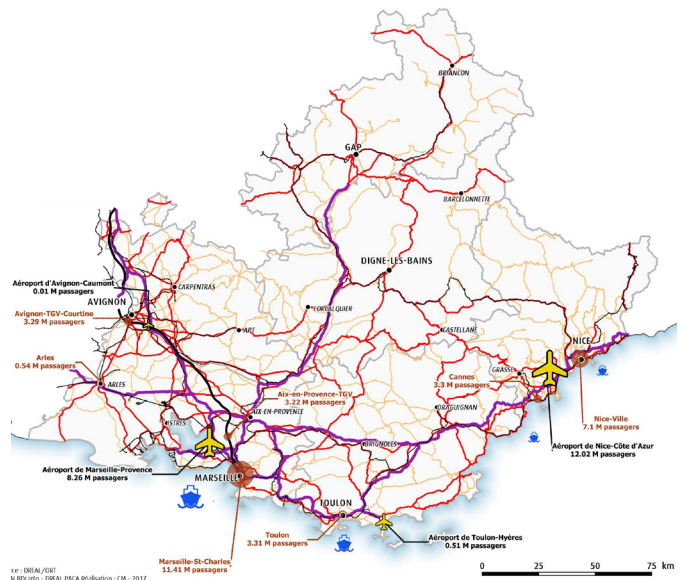 BRIANCON
GAP
BARCELONNETTE
DIGNE-LES-BAINS
Aéroport d'Avignon-Caumont
0.01 M passagers
CARPENTRAS
AVIGNON
Avignon-TGV-Courtine
3.29 M passagers
FORCALQUIER
APT
CASTELLANE
NICE
GRASSE
Arles
0.54 M passagers
ARLES
Cannes
3.3 M passagers
Aix-en-Provence-TGV
3.22 M passagers
AIX-EN-PROVENCE
DRAGUIGNAN
Nice-Ville
7.1 M passagers
ISTRES
BRIGNOLES
Aéroport de Nice-Côte d'Azur
12.02 M passagers
Aéroport de Marseille-Provence
8.26 M passagers
MARSEILLE
TOULON
Toulon
3.31 M passagers
Aéroport de Toulon-Hyères
0.51 M passagers
Marseille-St-Charles
11.41 M passagers
0 25 50 75 km
rce : DREAL/ORT
N BDcarto - DREAL PACA Réalisation - CM - 2017